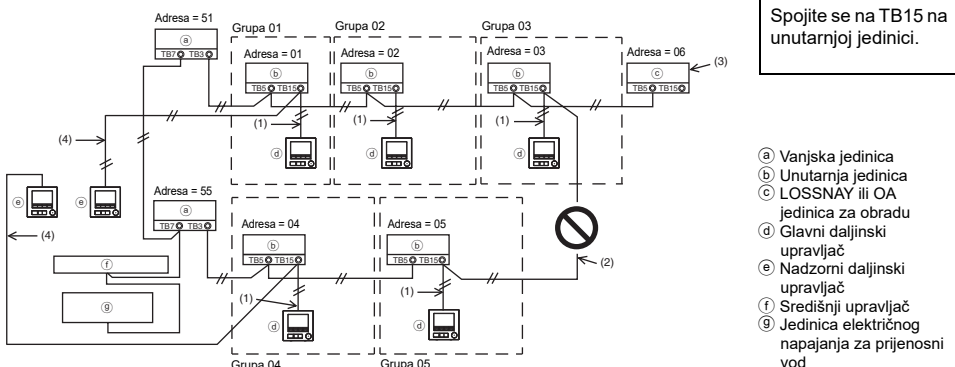 Adresa = 51
ⓐ
TB7 TB3
Grupa 01
Adresa = 01
ⓑ
TB5 TB15
(1)
ⓓ
Grupa 02
Adresa = 02
ⓑ
TB5 TB15
(1)
ⓓ
Grupa 03
Adresa = 03
ⓑ
TB5 TB15
(1)
ⓓ
Adresa = 06
ⓒ
TB5 TB15
(3)
(4)
ⓔ
ⓔ
(4)
Adresa = 55
ⓐ
TB7 TB3
ⓕ
ⓖ
Adresa = 04
ⓑ
TB5 TB15
(1)
ⓓ
Grupa 04
Adresa = 05
ⓑ
TB5 TB15
(1)
ⓓ
Grupa 05
(2)
Spojite se na TB15 na
unutarnjoj jedinici.
ⓐ Vanjska jedinica
ⓑ Unutarnja jedinica
ⓒ LOSSNAY ili OA
jedinica za obradu
ⓓ Glavni daljinski
upravljač
ⓔ Nadzorni daljinski
upravljač
ⓕ Središnji upravljač
ⓖ Jedinica električnog
napajanja za prijenosni
vod